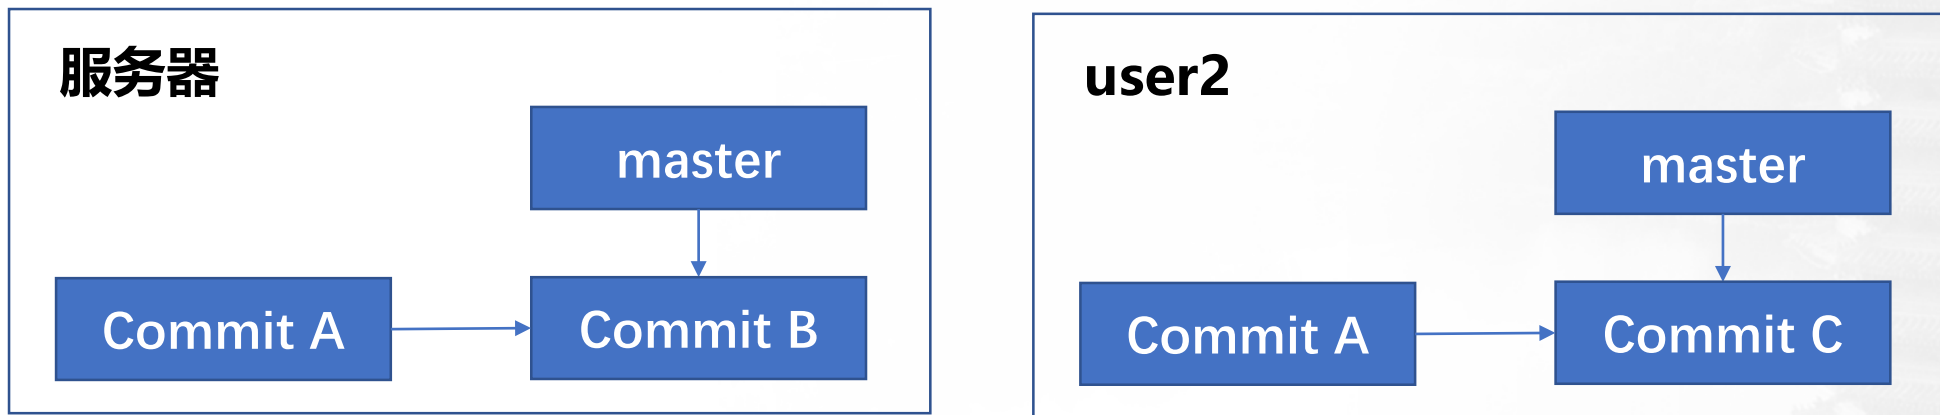 服务器
master
Commit A
Commit B
user2
master
Commit A
Commit C